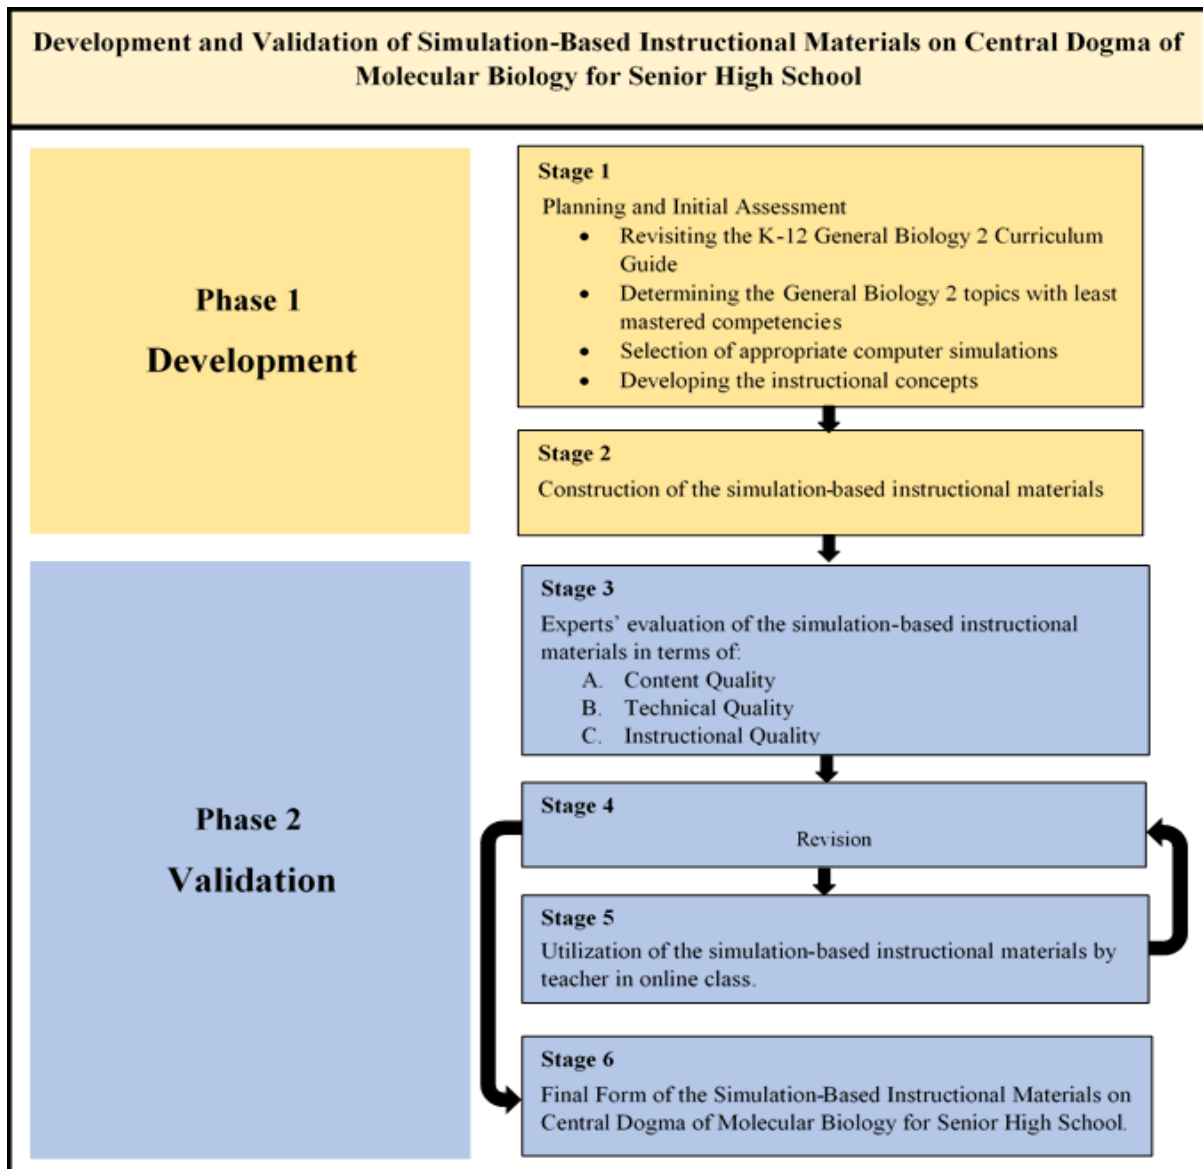 Development and Validation of Simulation-Based Instructional Materials on Central Dogma of
Molecular Biology for Senior High School
Phase 1
Development
Stage 1
Planning and Initial Assessment
• Revisiting the K-12 General Biology 2 Curriculum
Guide
• Determining the General Biology 2 topics with least
mastered competencies
• Selection of appropriate computer simulations
• Developing the instructional concepts
Stage 2
Construction of the simulation-based instructional materials
Phase 2
Validation
Stage 3
Experts' evaluation of the simulation-based instructional
materials in terms of:
A. Content Quality
B. Technical Quality
C. Instructional Quality
Stage 4
Revision
Stage 5
Utilization of the simulation-based instructional materials by
teacher in online class.
Stage 6
Final Form of the Simulation-Based Instructional Materials on
Central Dogma of Molecular Biology for Senior High School.